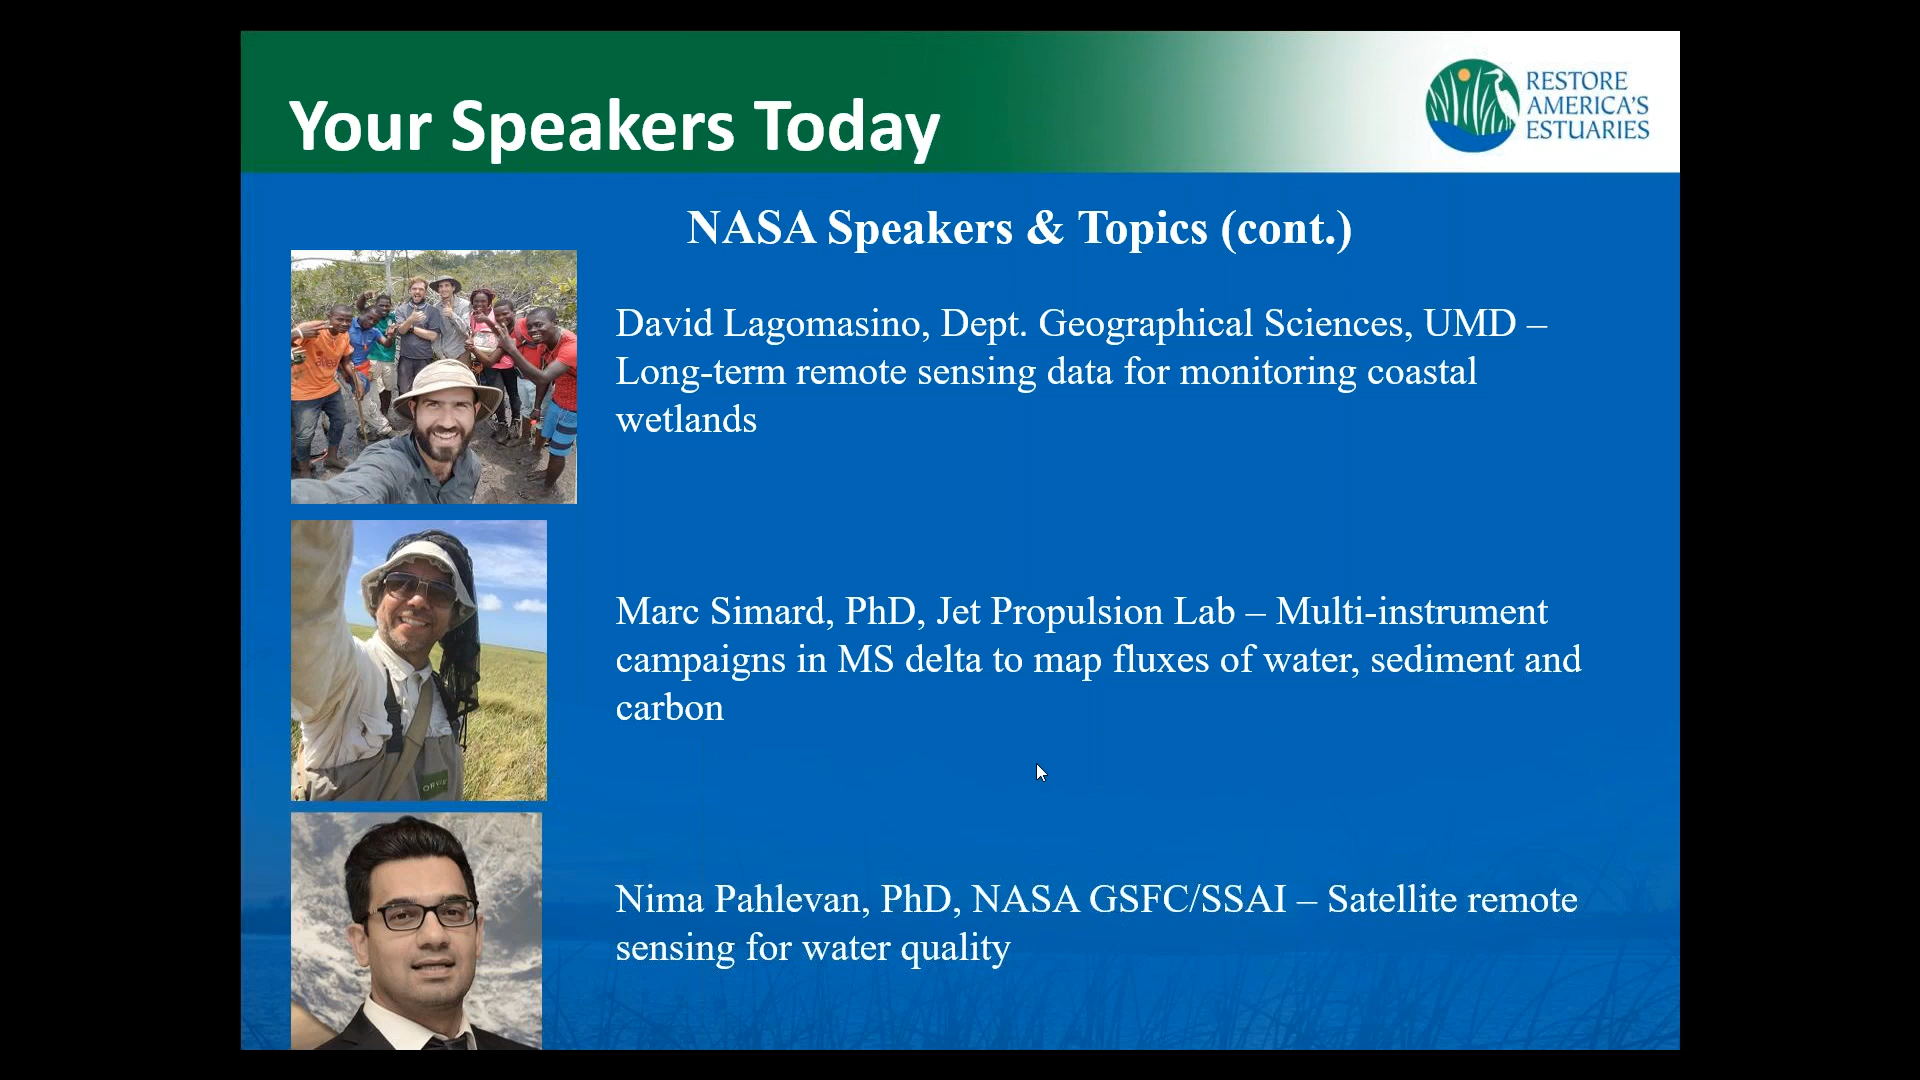 Your Speakers Today
RESTORE
AMERICA'S
ESTUARIES
NASA Speakers & Topics (cont.)
David Lagomasino, Dept. Geographical Sciences, UMD –
Long-term remote sensing data for monitoring coastal
wetlands
Marc Simard, PhD, Jet Propulsion Lab – Multi-instrument
campaigns in MS delta to map fluxes of water, sediment and
carbon
Nima Pahlevan, PhD, NASA GSFC/SSAI – Satellite remote
sensing for water quality